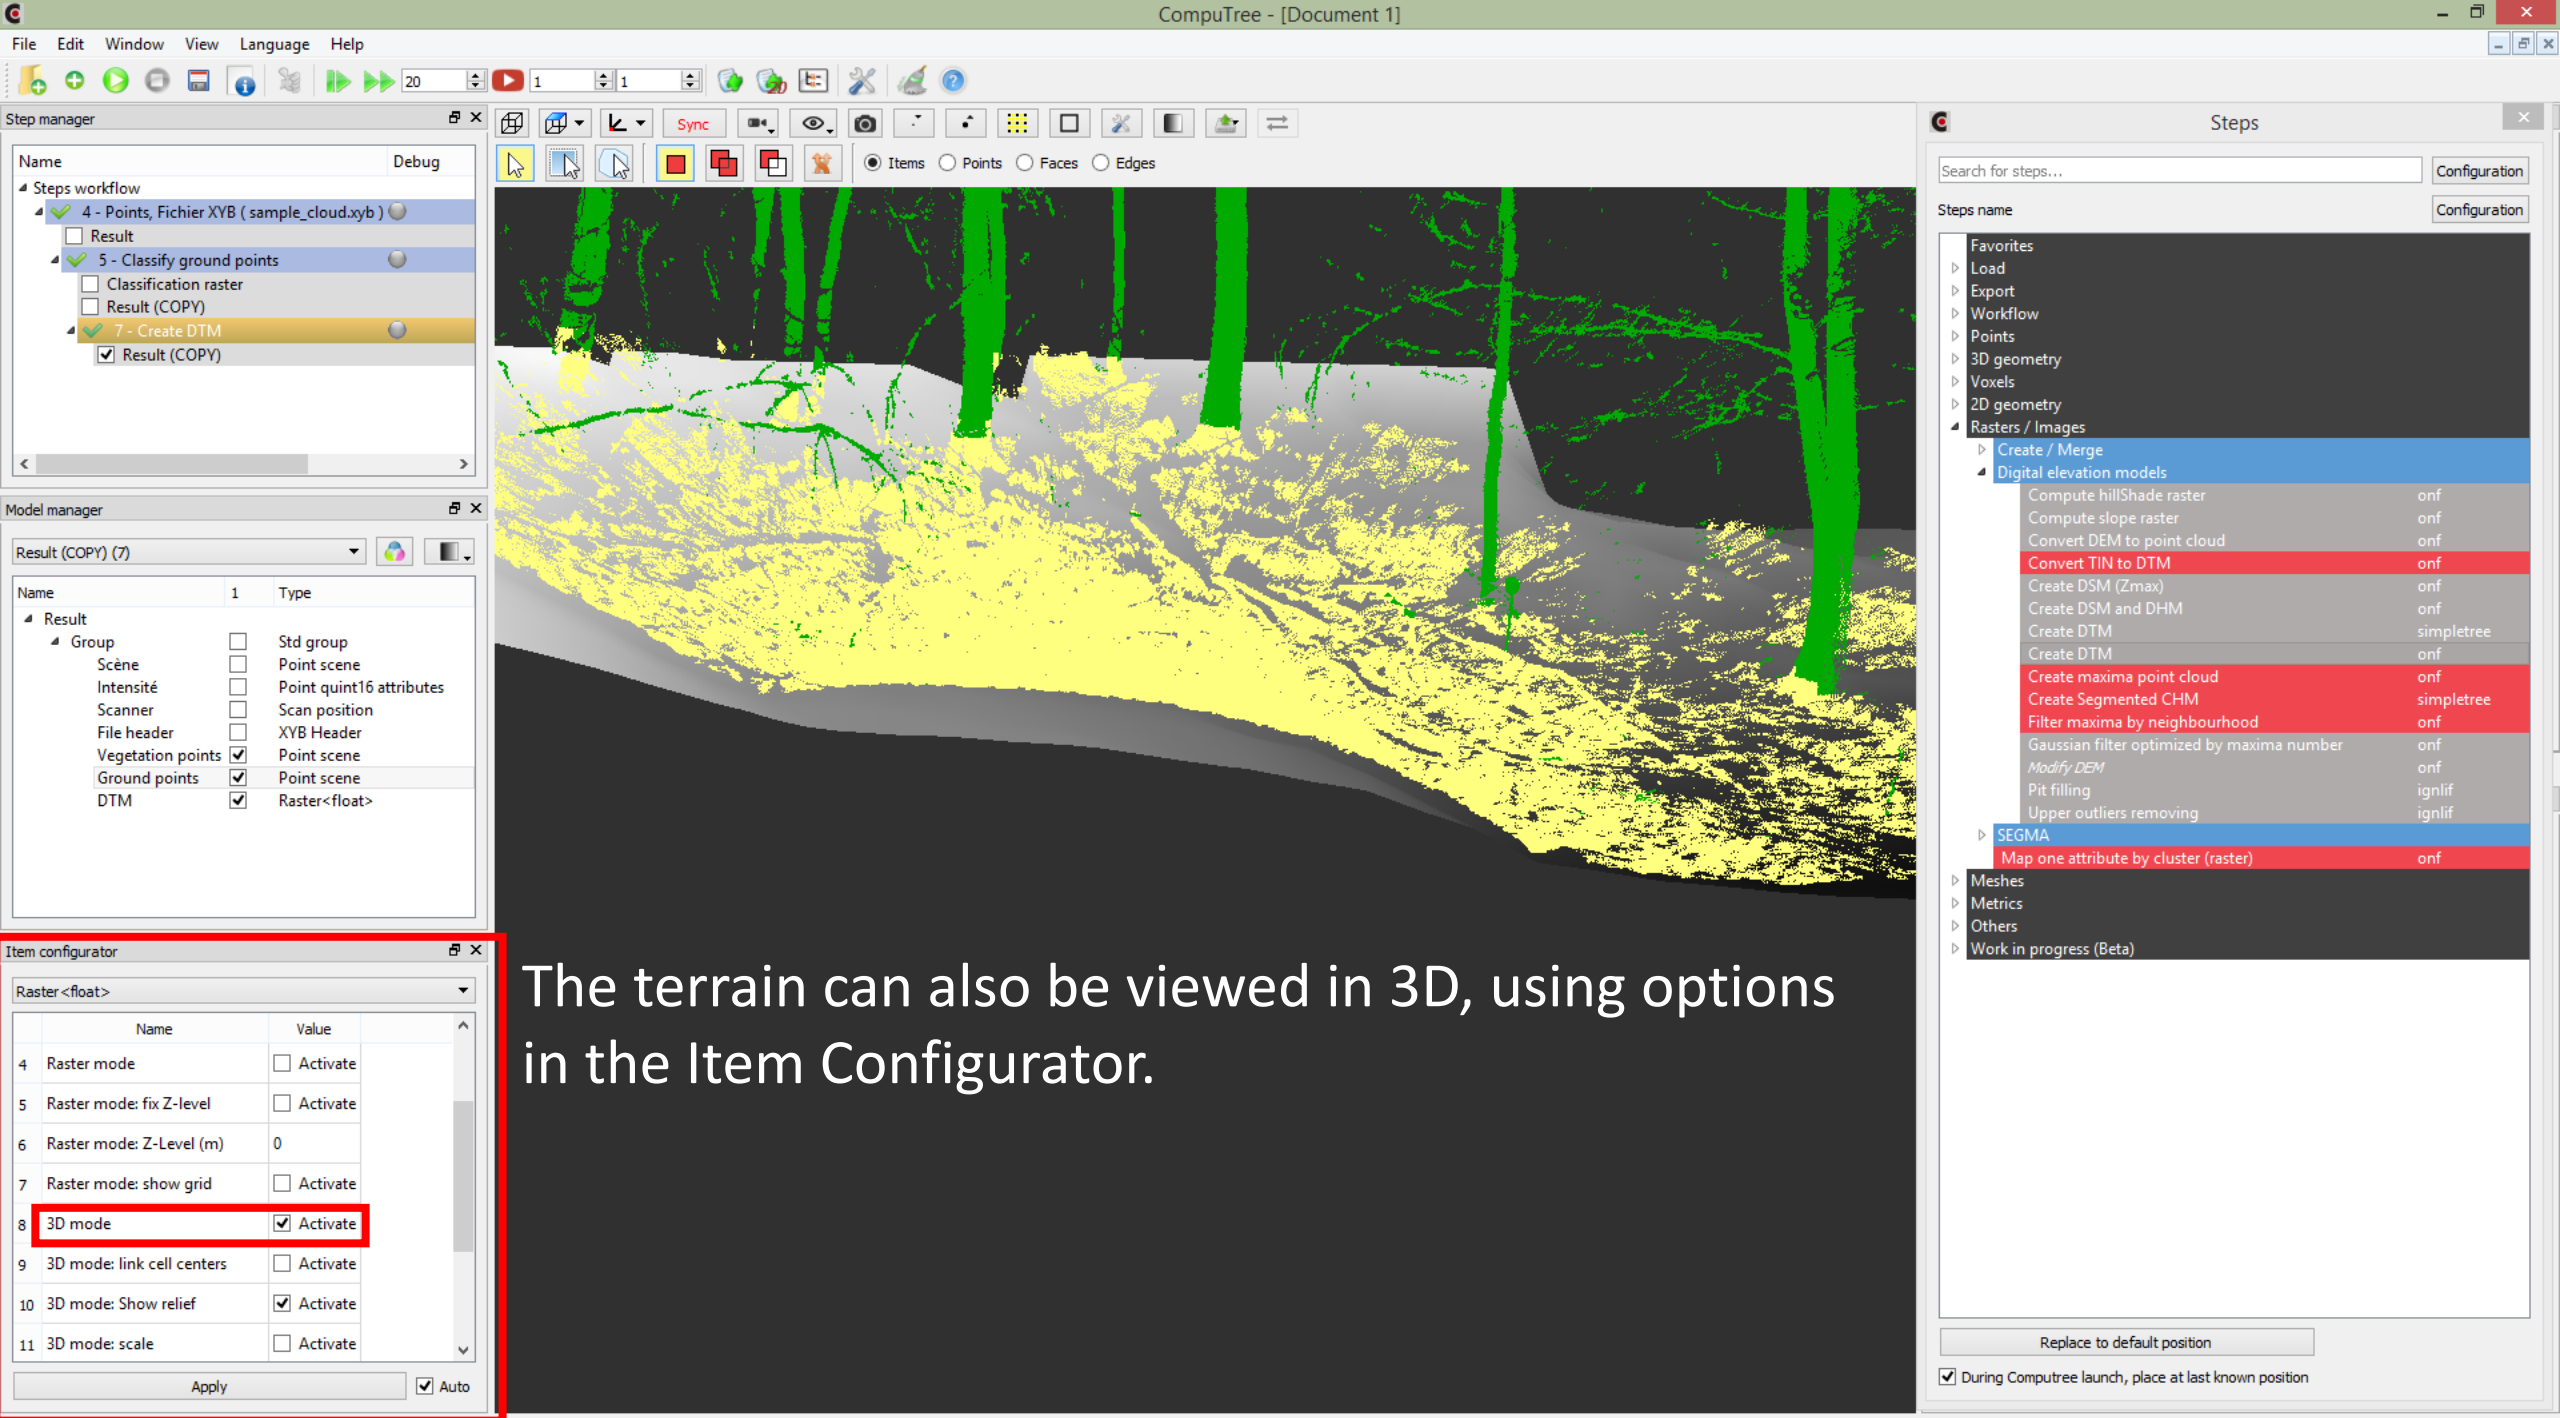 CompuTree - [Document 1]
File Edit Window View Language Help
20 1 1
Step manager
Name Debug
Steps workflow
4 - Points, Fichier XYB ( sample_cloud.xyb )
Result
5 - Classify ground points
Classification raster
Result (COPY)
7 - Create DTM
Result (COPY)
Model manager
Result (COPY) (7)
Name 1 Type
Result
Group Std group
Scène Point scene
Intensité Point quint16 attributes
Scanner Scan position
File header XYB Header
Vegetation points Point scene
Ground points Point scene
DTM Raster<float>
Item configurator
Raster<float>
Name Value
4 Raster mode Activate
5 Raster mode: fix Z-level Activate
6 Raster mode: Z-Level (m) 0
7 Raster mode: show grid Activate
8 3D mode Activate
9 3D mode: link cell centers Activate
10 3D mode: Show relief Activate
11 3D mode: scale Activate
Apply Auto
Sync
Items Points Faces Edges
The terrain can also be viewed in 3D, using options
in the Item Configurator.
Steps
Search for steps... Configuration
Steps name Configuration
Favorites
Load
Export
Workflow
Points
3D geometry
Voxels
2D geometry
Rasters / Images
Create / Merge
Digital elevation models
Compute hillShade raster onf
Compute slope raster onf
Convert DEM to point cloud onf
Convert TIN to DTM onf
Create DSM (Zmax) onf
Create DSM and DHM onf
Create DTM simpletree
Create DTM onf
Create maxima point cloud onf
Create Segmented CHM simpletree
Filter maxima by neighbourhood onf
Gaussian filter optimized by maxima number onf
Modify DEM onf
Pit filling ignlif
Upper outliers removing ignlif
SEGMA
Map one attribute by cluster (raster) onf
Meshes
Metrics
Others
Work in progress (Beta)
Replace to default position
During Computree launch, place at last known position